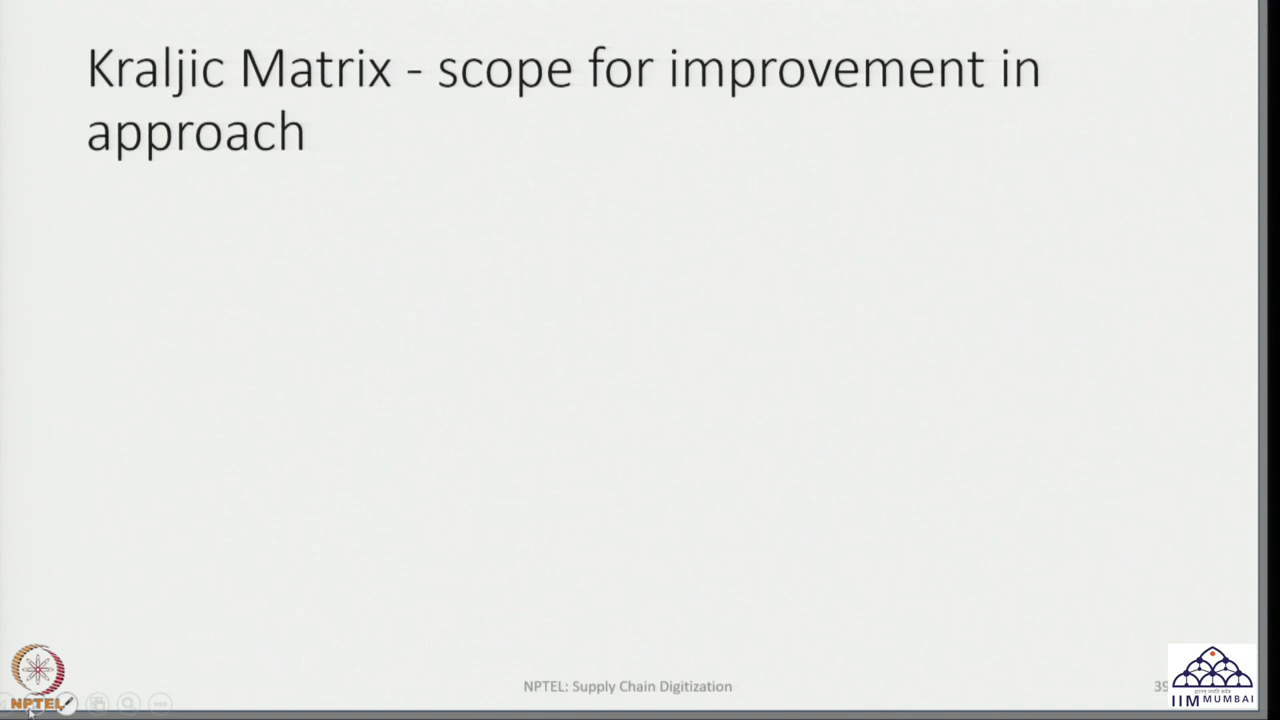 Kraljic Matrix - scope for improvement in
approach
NPTEL
NPTEL: Supply Chain Digitization
39
IIM MUMBAI